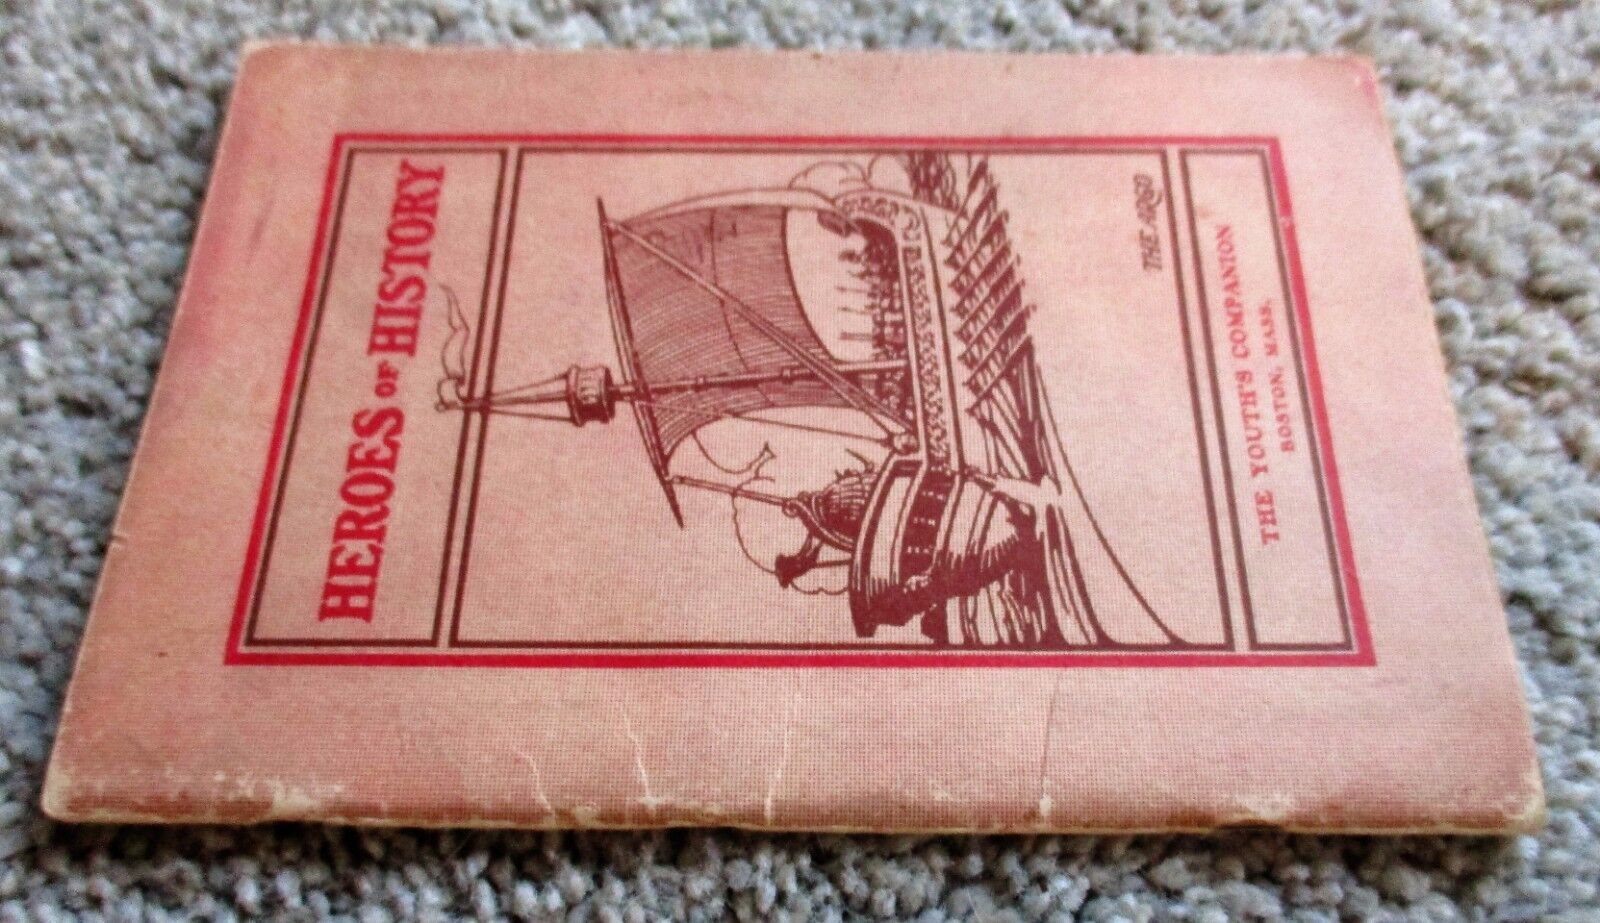 HEROES OF HISTORY
THE ARGO
THE YOUTH'S COMPANION
BOSTON, MASS.